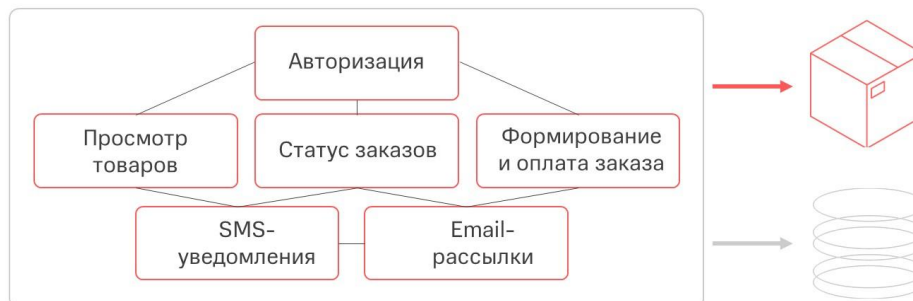 Авторизация
Просмотр
товаров
Статус заказов
Формирование
и оплата заказа
SMS-
уведомления
Email-
рассылки